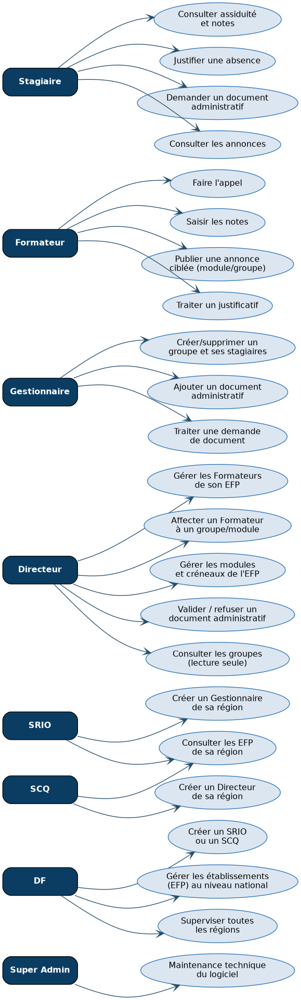 Stagiaire
Consulter assiduité
et notes
Justifier une absence
Demander un document
administratif
Consulter les annonces
Formateur
Faire l'appel
Saisir les notes
Publier une annonce
ciblée (module/groupe)
Traiter un justificatif
Gestionnaire
Créer/supprimer un
groupe et ses stagiaires
Ajouter un document
administratif
Traiter une demande
de document
Directeur
Gérer les Formateurs
de son EFP
Affecter un Formateur
à un groupe/module
Gérer les modules
et créneaux de l'EFP
Valider / refuser un
document administratif
Consulter les groupes
(lecture seule)
SRIO
Créer un Gestionnaire
de sa région
Consulter les EFP
de sa région
SCQ
Créer un Directeur
de sa région
DF
Créer un SRIO
ou un SCQ
Gérer les établissements
(EFP) au niveau national
Superviser toutes
les régions
Super Admin
Maintenance technique
du logiciel